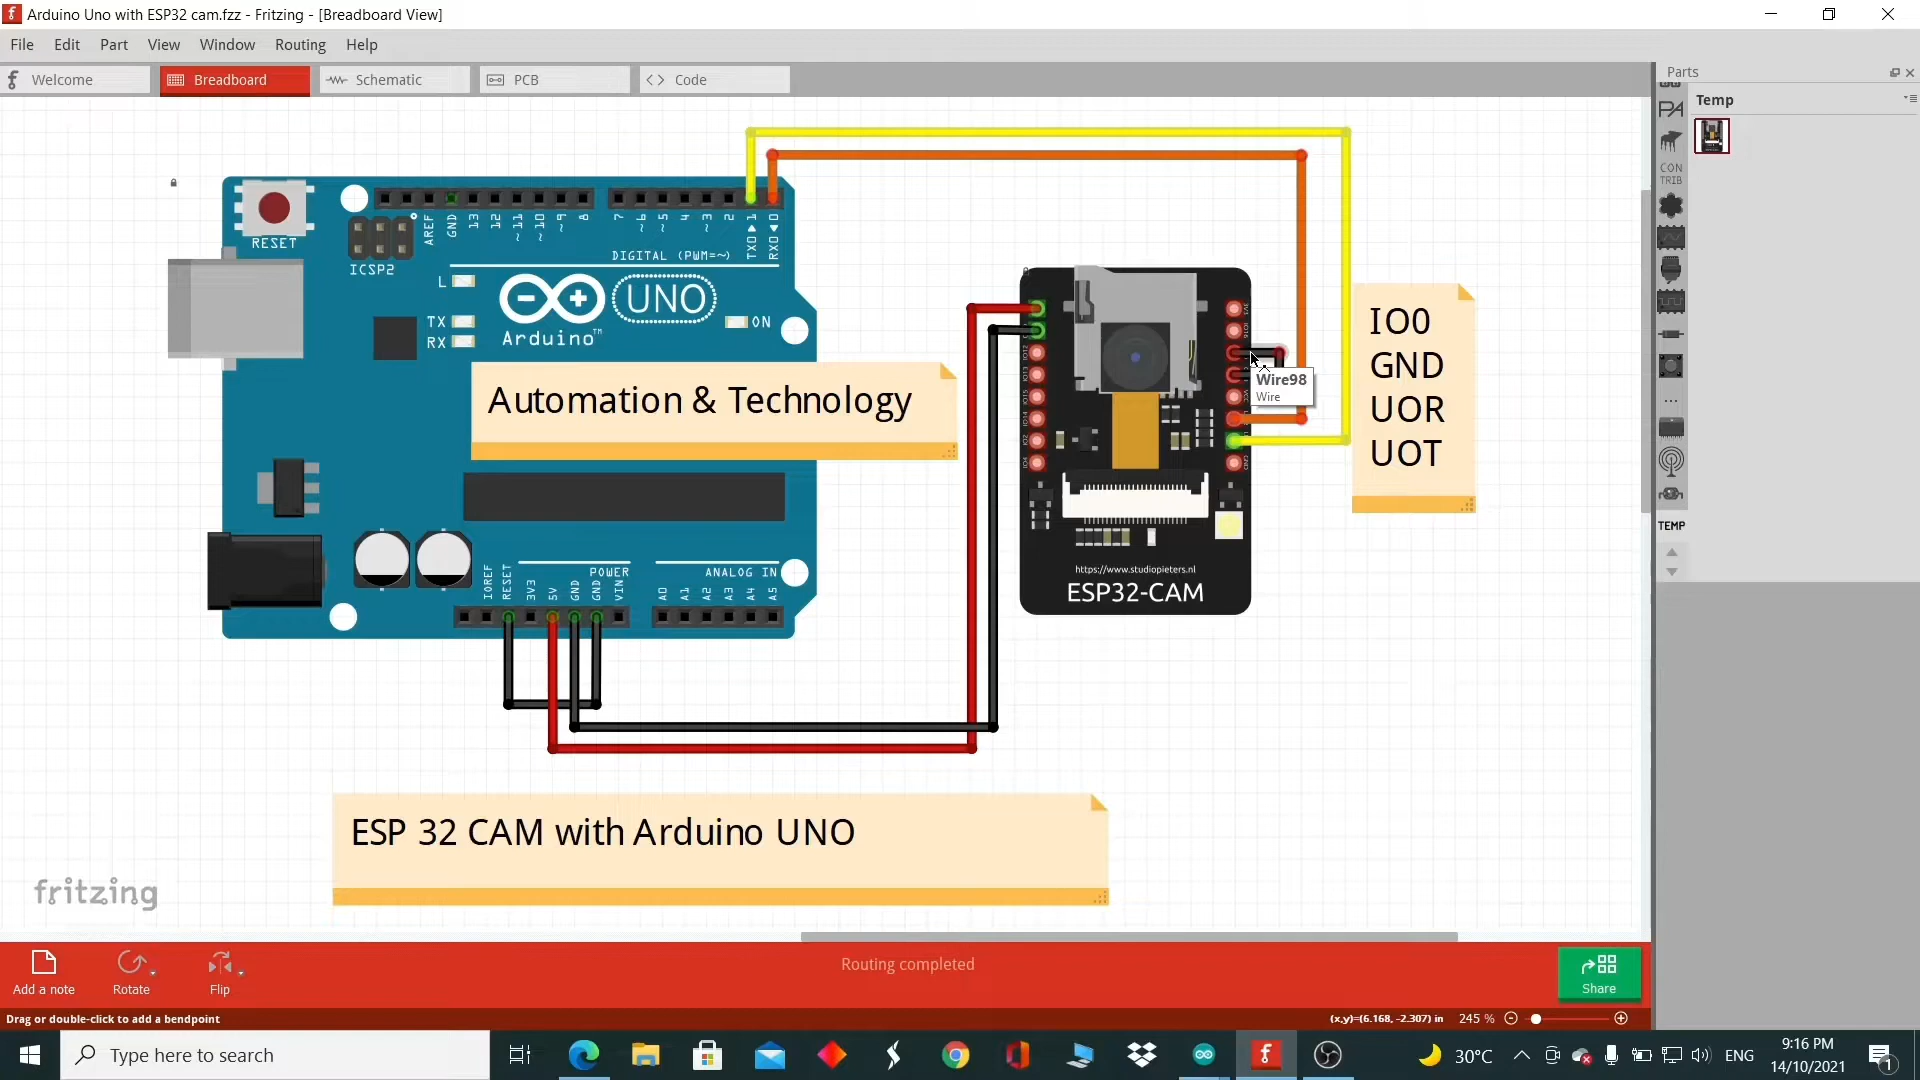 Arduino Uno with ESP32 cam.fzz - Fritzing - [Breadboard View]
File Edit Part View Window Routing Help
Welcome Breadboard Schematic PCB Code
Parts
Temp
CON
TRIB
TEMP
RESET
ICSP2
AREF GND 13 12 ~11 ~10 ~9 8 7 ~6 ~5 4 ~3 2 TX0▲1 RX0▼0
DIGITAL (PWM=~)
L
TX
RX
UNO
ON
Arduino™
Automation & Technology
Wire98
Wire
IO0
GND
UOR
UOT
https://www.studiopieters.nl
ESP32-CAM
POWER ANALOG IN
IOREF RESET 3V3 5V GND GND VIN A0 A1 A2 A3 A4 A5
ESP 32 CAM with Arduino UNO
fritzing
Add a note Rotate Flip
Routing completed
Share
Drag or double-click to add a bendpoint
(x,y)=(6.168, -2.307) in 245 %
Type here to search
30°C
ENG
9:16 PM
14/10/2021
1